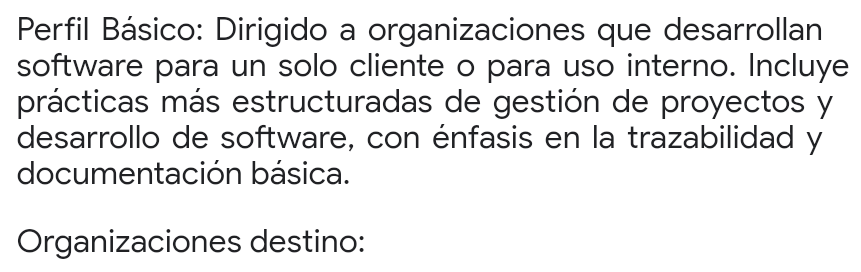 Perfil Básico: Dirigido a organizaciones que desarrollan
software para un solo cliente o para uso interno. Incluye
prácticas más estructuradas de gestión de proyectos y
desarrollo de software, con énfasis en la trazabilidad y
documentación básica.
Organizaciones destino: